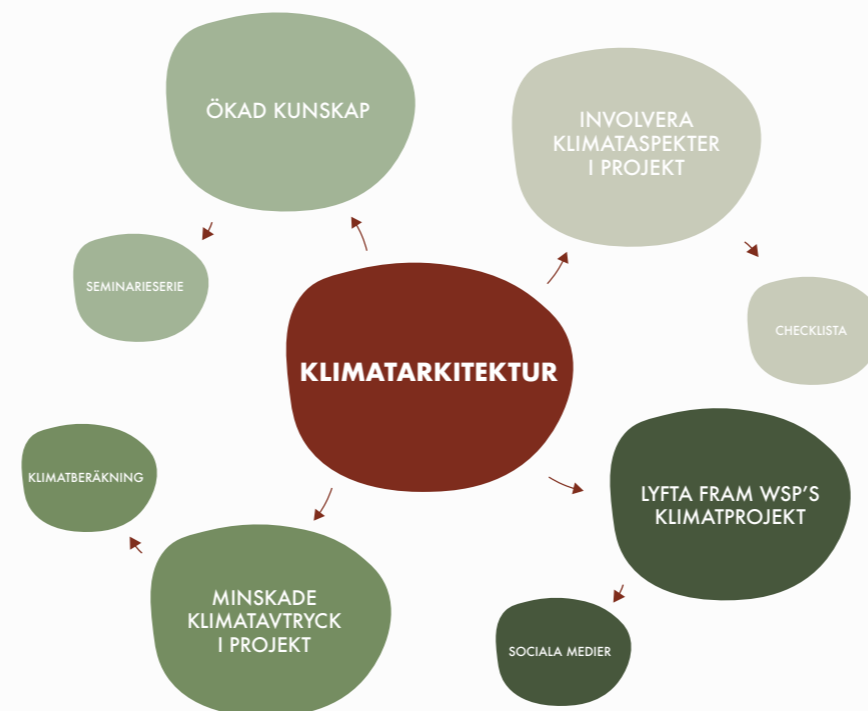 ÖKAD KUNSKAP
INVOLVERA
KLIMATASPEKTER
I PROJEKT
SEMINARIESERIE
CHECKLISTA
KLIMATARKITEKTUR
KLIMATBERÄKNING
LYFTA FRAM WSP'S
KLIMATPROJEKT
MINSKADE
KLIMATAVTRYCK
I PROJEKT
SOCIALA MEDIER